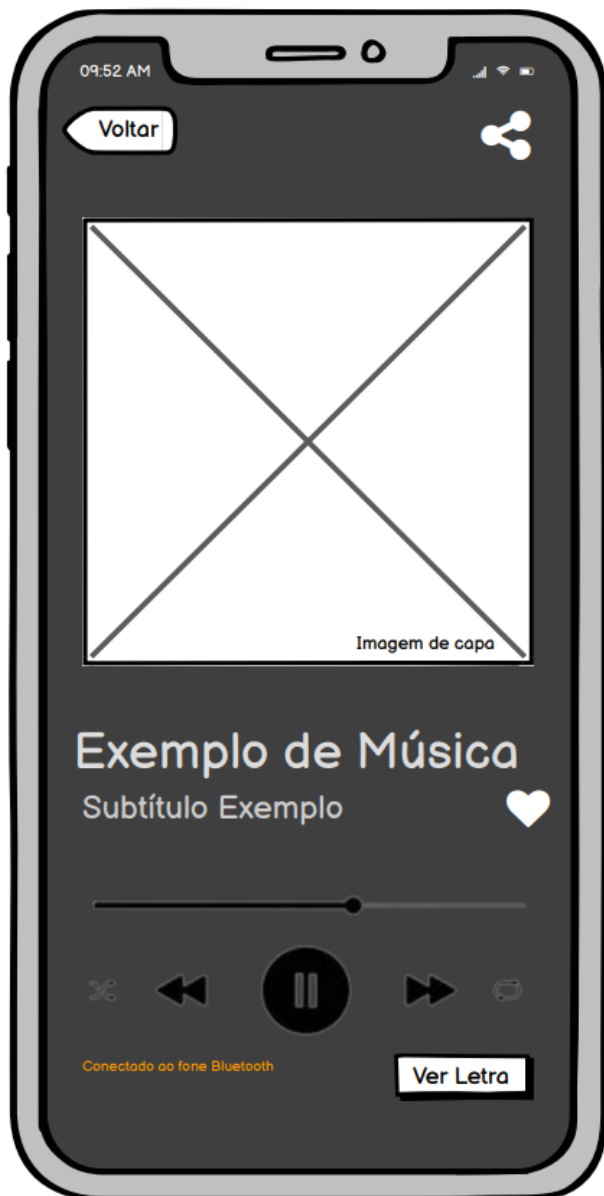 09:52 AM
Voltar
Imagem de capa
Exemplo de Música
Subtítulo Exemplo
Conectado ao fone Bluetooth
Ver Letra